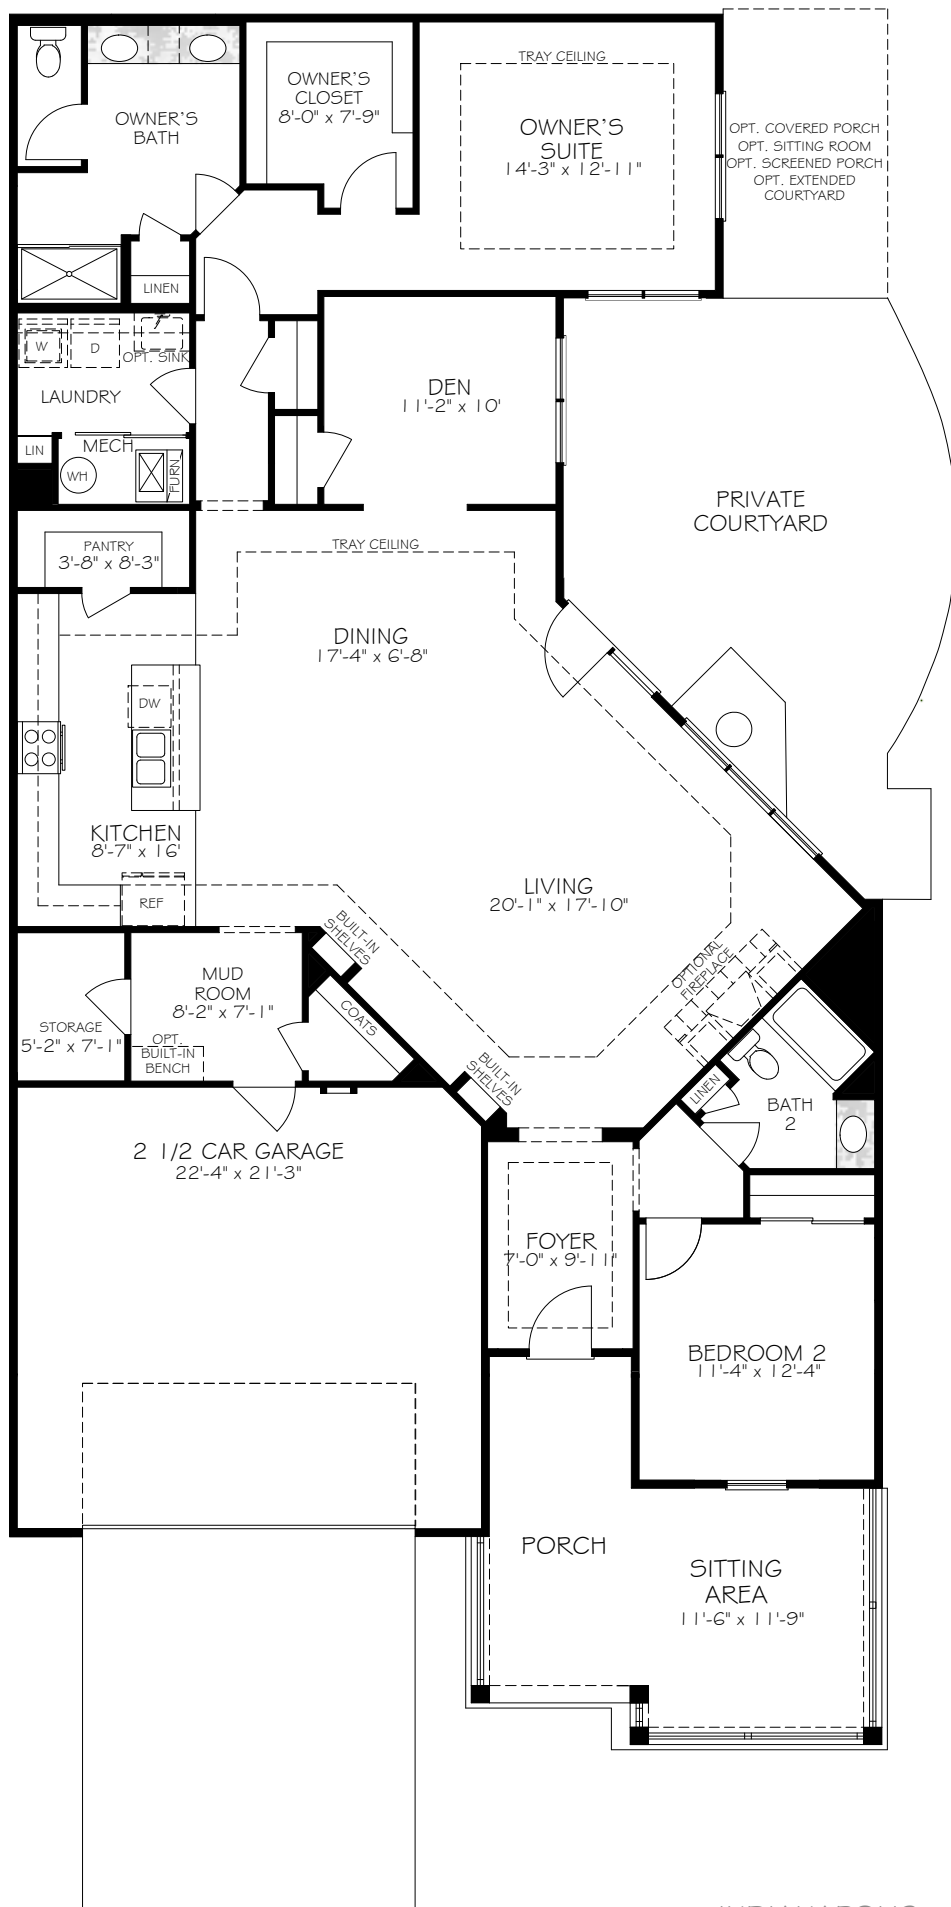 TRAY CEILING
OWNER'S
CLOSET
8'-0" x 7'-9"
OWNER'S
BATH
OWNER'S
SUITE
14'-3" x 12'-11"
OPT. COVERED PORCH
OPT. SITTING ROOM
OPT. SCREENED PORCH
OPT. EXTENDED
COURTYARD
LINEN
W
D
OPT. SINK
LAUNDRY
DEN
11'-2" x 10'
LIN
MECH
WH
FURN.
PRIVATE
COURTYARD
PANTRY
3'-8" x 8'-3"
TRAY CEILING
DINING
17'-4" x 6'-8"
DW
KITCHEN
8'-7" x 16'
REF
LIVING
20'-1" x 17'-10"
BUILT-IN
SHELVES
OPTIONAL
FIREPLACE
MUD
ROOM
8'-2" x 7'-1"
COATS
STORAGE
5'-2" x 7'-1"
OPT.
BUILT-IN
BENCH
BUILT-IN
SHELVES
LINEN
BATH
2
2 1/2 CAR GARAGE
22'-4" x 21'-3"
FOYER
7'-0" x 9'-11"
BEDROOM 2
11'-4" x 12'-4"
PORCH
SITTING
AREA
11'-6" x 11'-9"